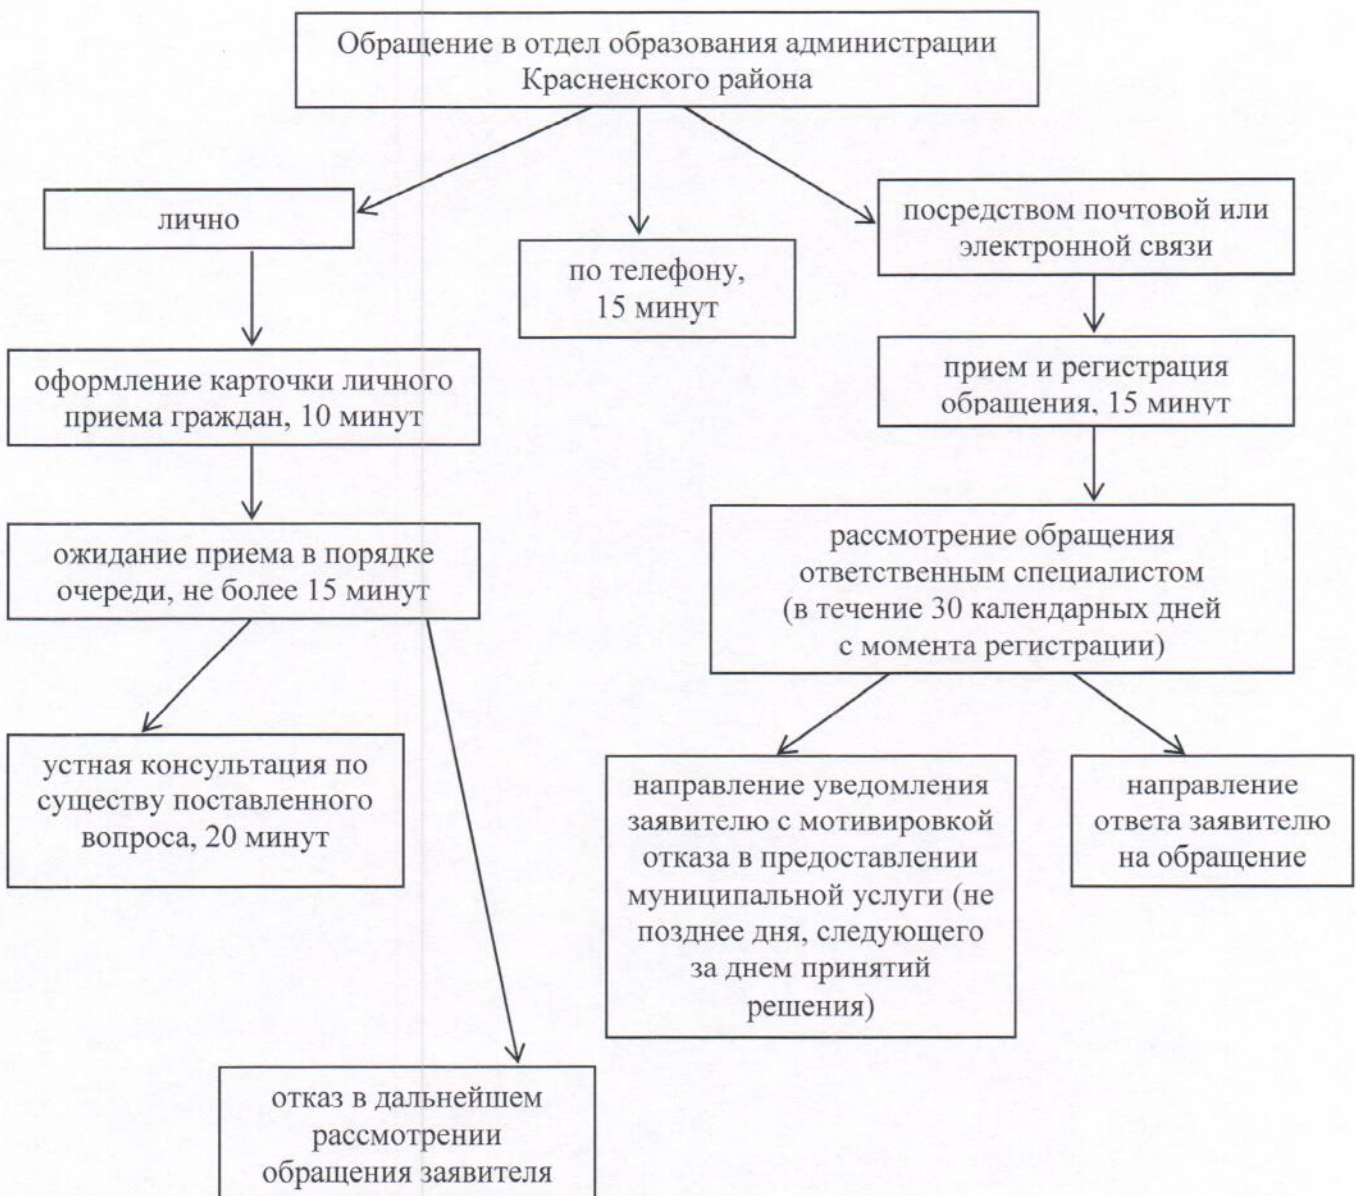 Обращение в отдел образования администрации
Красненского района
лично
по телефону,
15 минут
посредством почтовой или
электронной связи
оформление карточки личного
приема граждан, 10 минут
прием и регистрация
обращения, 15 минут
ожидание приема в порядке
очереди, не более 15 минут
рассмотрение обращения
ответственным специалистом
(в течение 30 календарных дней
с момента регистрации)
устная консультация по
существу поставленного
вопроса, 20 минут
направление уведомления
заявителю с мотивировкой
отказа в предоставлении
муниципальной услуги (не
позднее дня, следующего
за днем принятий
решения)
направление
ответа заявителю
на обращение
отказ в дальнейшем
рассмотрении
обращения заявителя